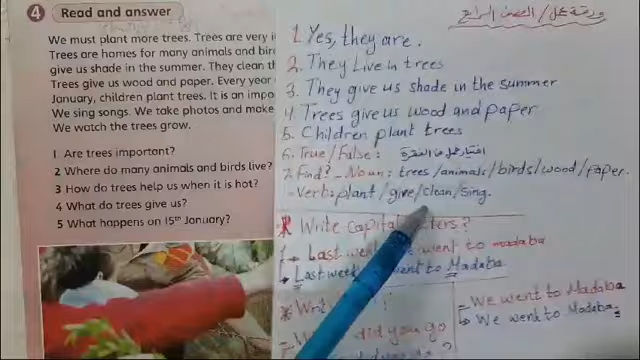 4 Read and answer
We must plant more trees. Trees are very i
Trees are homes for many animals and bir
give us shade in the summer. They clean th
Trees give us wood and paper. Every year
January, children plant trees. It is an impo
We sing songs. We take photos and make
We watch the trees grow.
1 Are trees important?
2 Where do many animals and birds live?
3 How do trees help us when it is hot?
4 What do trees give us?
5 What happens on 15th January?
ورقة عمل / الصف الرابع
1. Yes, they are.
2. They Live in trees
3. They give us shade in the summer
4. Trees give us wood and paper
5. Children plant trees
6. True/False:
7. Find? - Noun: trees/animals/birds/wood/paper.
- Verb: plant/give/clean/sing.
* Write capital letters?
Last we went to madaba
Last week went to Madaba
* Writ
did you go
- We went to Madaba
→ We went to Madaba.